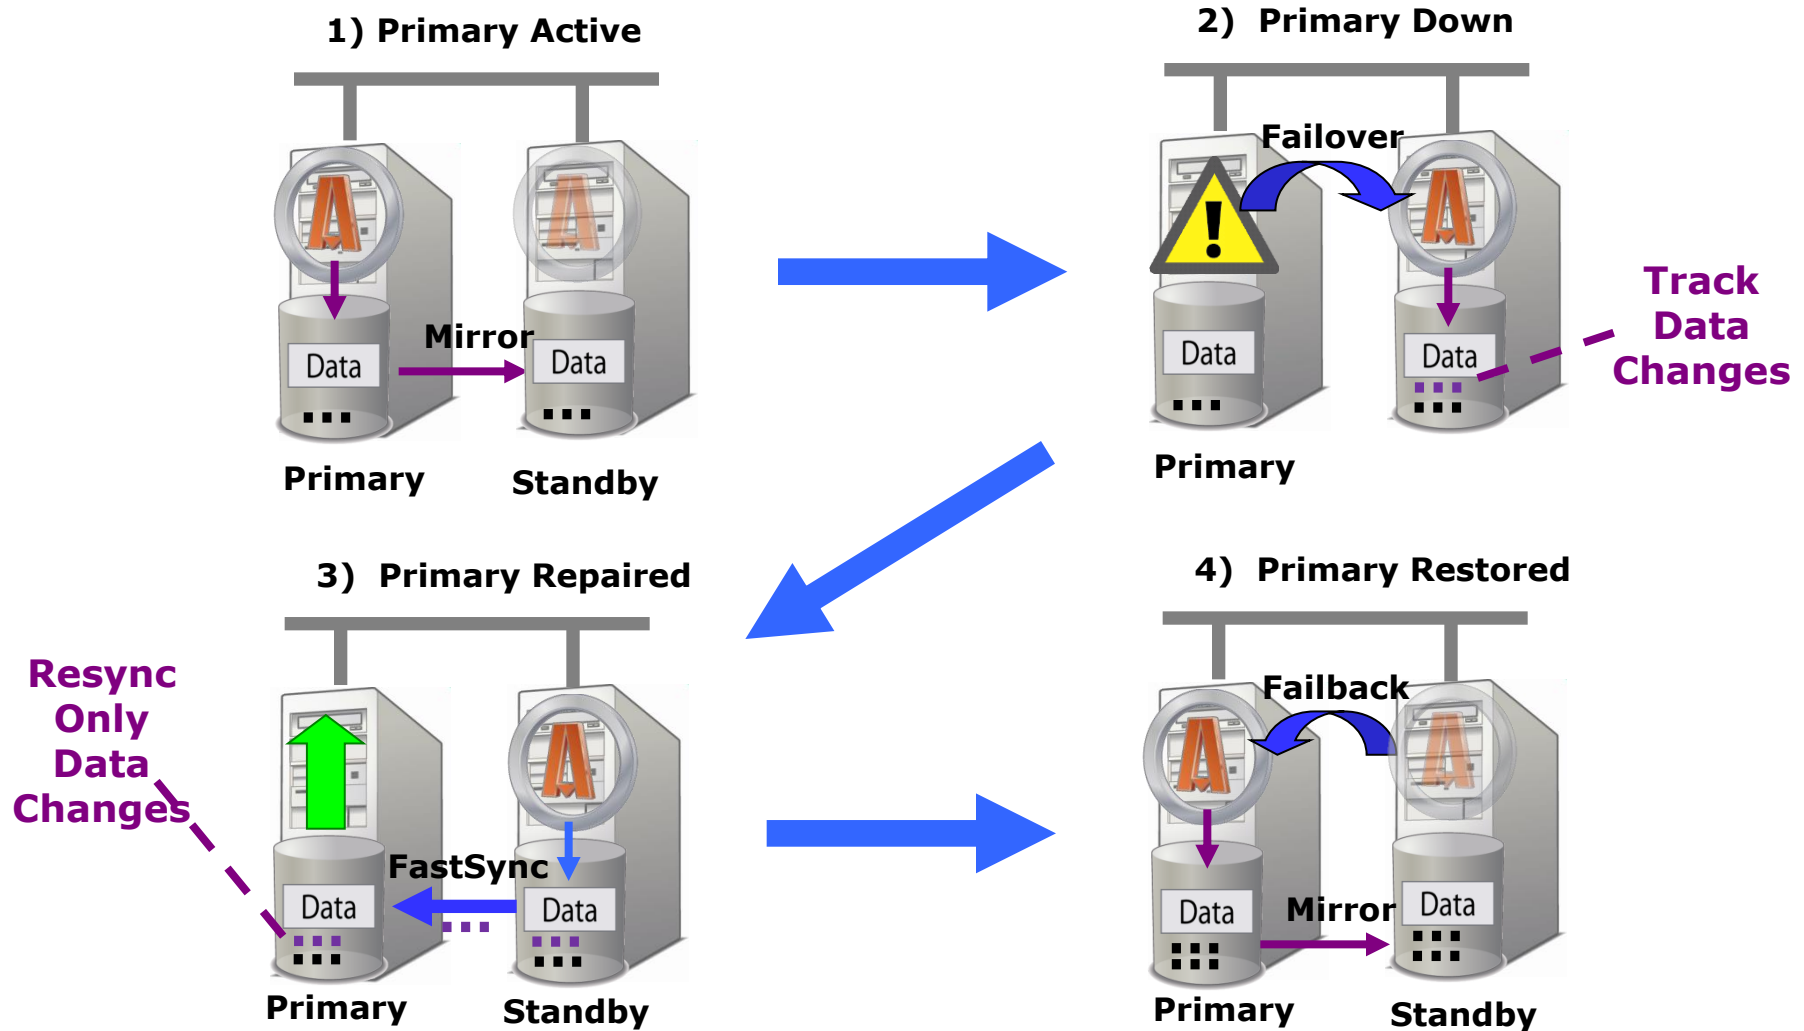 1) Primary Active
A
A
Mirror
Data
Data
Primary
Standby
2) Primary Down
Failover
!
A
Data
Data
Track
Data
Changes
Primary
3) Primary Repaired
Resync
Only
Data
Changes
A
FastSync
Data
Data
Primary
Standby
4) Primary Restored
Failback
A
A
Mirror
Data
Data
Primary
Standby